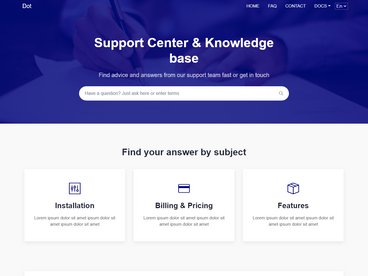 Dot
HOME FAQ CONTACT DOCS En
Support Center & Knowledge
base
Find advice and answers from our support team fast or get in touch
Have a question? Just ask here or enter terms
Find your answer by subject
Installation
Lorem ipsum dolor sit amet ipsum dolor sit
amet ipsum dolor sit amet
Billing & Pricing
Lorem ipsum dolor sit amet ipsum dolor sit
amet ipsum dolor sit amet
Features
Lorem ipsum dolor sit amet ipsum dolor sit
amet ipsum dolor sit amet